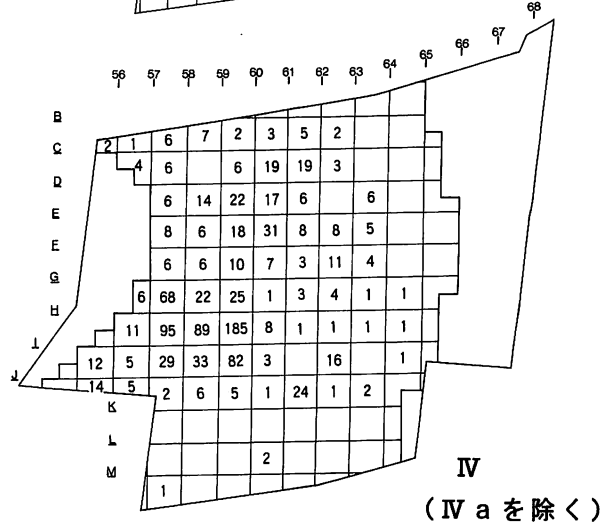 68
67
66
65
64
63
62
61
60
59
58
57
56
B
2 1 6 7 2 3 5 2
C
4 6 6 19 19 3
D
6 14 22 17 6 6
E
8 6 18 31 8 8 5
F
6 6 10 7 3 11 4
G
6 68 22 25 1 3 4 1 1
H
11 95 89 185 8 1 1 1 1
I
12 5 29 33 82 3 16 1
J
14 5 2 6 5 1 24 1 2
K
L
2
M
1
Ⅳ
(Ⅳaを除く)